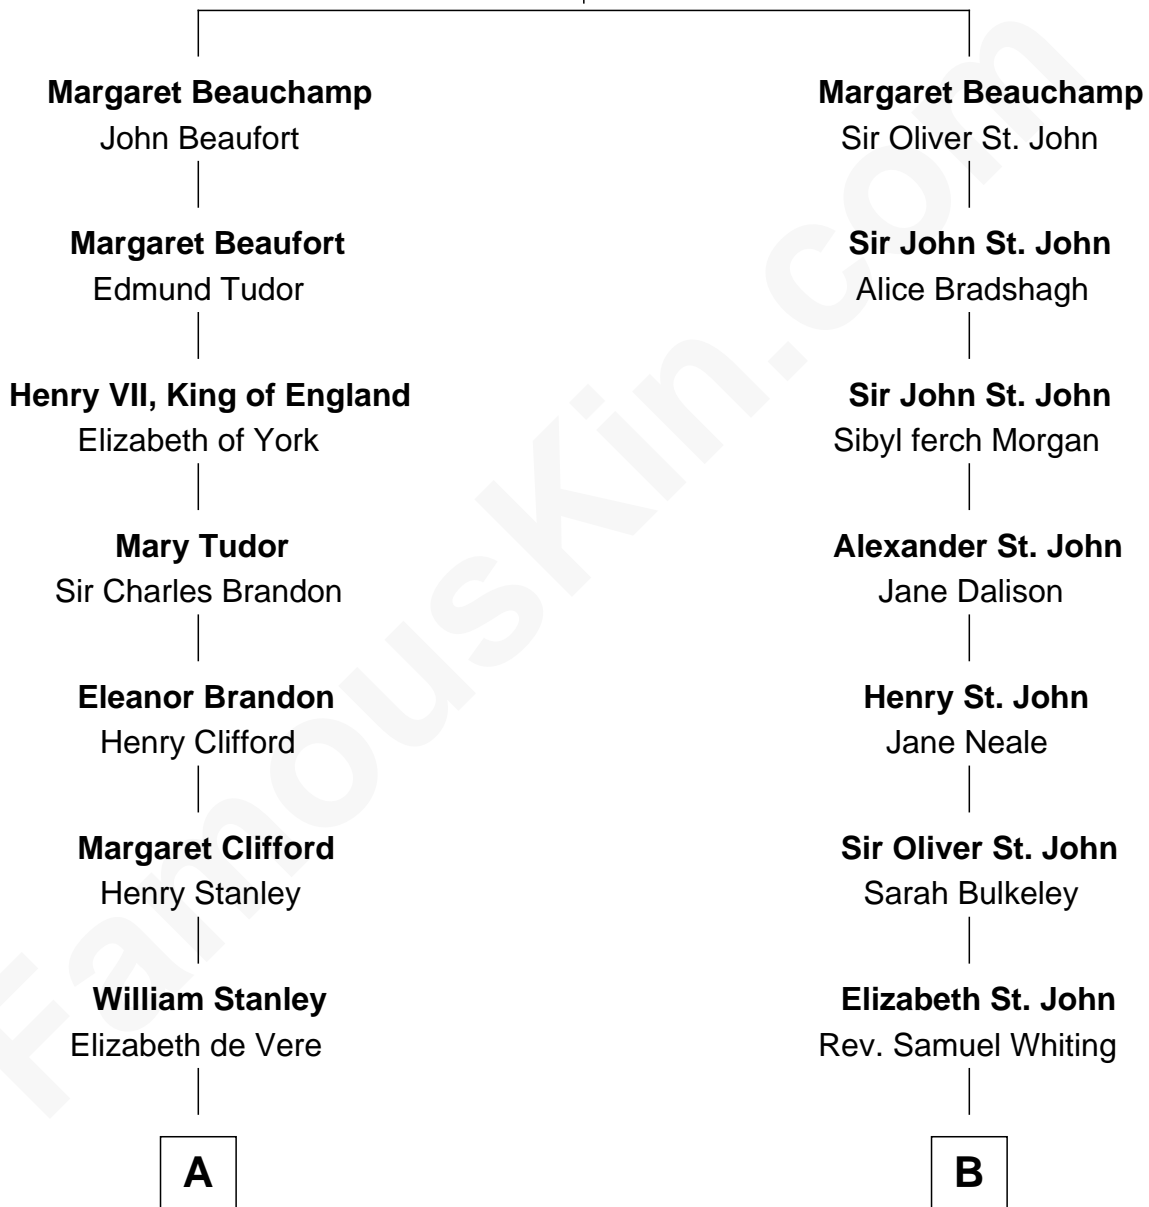 Margaret Beauchamp
John Beaufort
Margaret Beaufort
Edmund Tudor
Henry VII, King of England
Elizabeth of York
Mary Tudor
Sir Charles Brandon
Eleanor Brandon
Henry Clifford
Margaret Clifford
Henry Stanley
William Stanley
Elizabeth de Vere
A
Margaret Beauchamp
Sir Oliver St. John
Sir John St. John
Alice Bradshagh
Sir John St. John
Sibyl ferch Morgan
Alexander St. John
Jane Dalison
Henry St. John
Jane Neale
Sir Oliver St. John
Sarah Bulkeley
Elizabeth St. John
Rev. Samuel Whiting
B
FamousKin.com